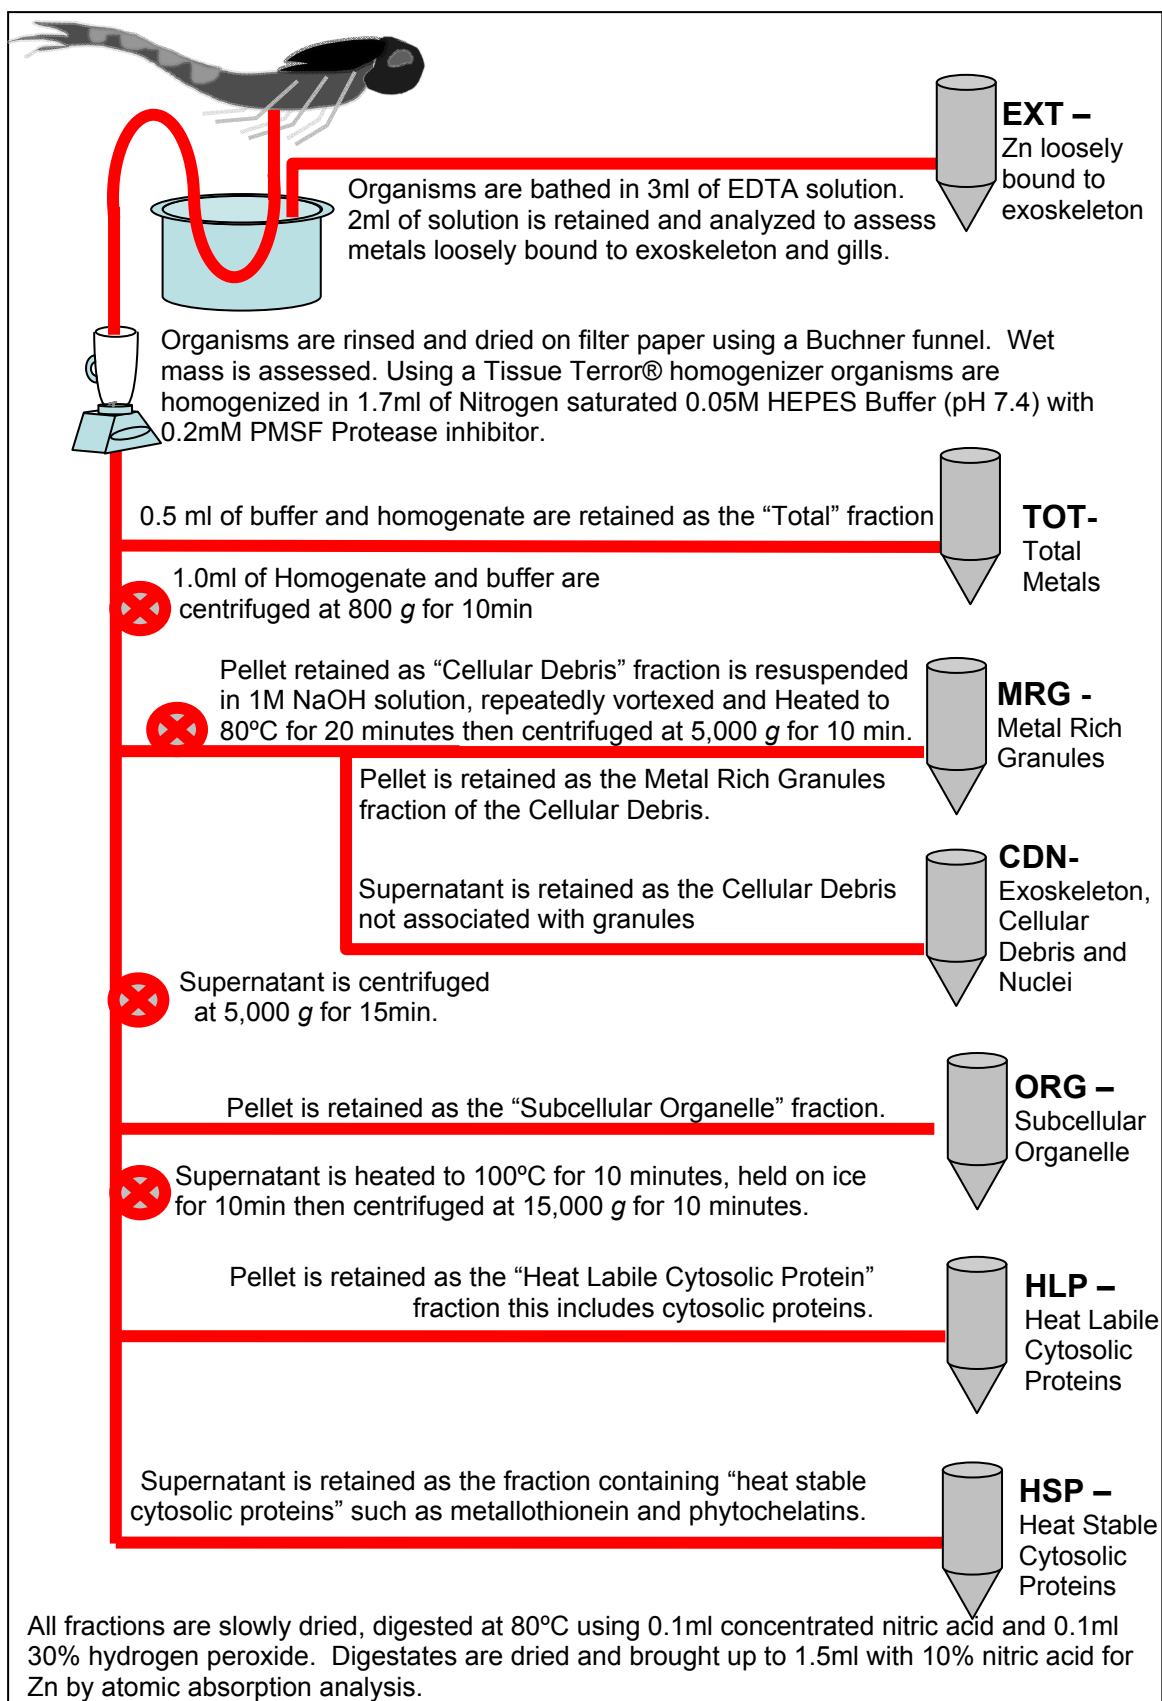 EXT –
Zn loosely
bound to
exoskeleton
Organisms are bathed in 3ml of EDTA solution.
2ml of solution is retained and analyzed to assess
metals loosely bound to exoskeleton and gills.
Organisms are rinsed and dried on filter paper using a Buchner funnel.  Wet
mass is assessed. Using a Tissue Terror® homogenizer organisms are
homogenized in 1.7ml of Nitrogen saturated 0.05M HEPES Buffer (pH 7.4) with
0.2mM PMSF Protease inhibitor.
0.5 ml of buffer and homogenate are retained as the “Total” fraction
TOT-
Total
Metals
1.0ml of Homogenate and buffer are
centrifuged at 800 g for 10min
Pellet retained as “Cellular Debris” fraction is resuspended
in 1M NaOH solution, repeatedly vortexed and Heated to
80ºC for 20 minutes then centrifuged at 5,000 g for 10 min.
MRG -
Metal Rich
Granules
Pellet is retained as the Metal Rich Granules
fraction of the Cellular Debris.
CDN-
Exoskeleton,
Cellular
Debris and
Nuclei
Supernatant is retained as the Cellular Debris
not associated with granules
Supernatant is centrifuged
at 5,000 g for 15min.
ORG –
Subcellular
Organelle
Pellet is retained as the “Subcellular Organelle” fraction.
Supernatant is heated to 100ºC for 10 minutes, held on ice
for 10min then centrifuged at 15,000 g for 10 minutes.
Pellet is retained as the “Heat Labile Cytosolic Protein”
fraction this includes cytosolic proteins.
HLP –
Heat Labile
Cytosolic
Proteins
Supernatant is retained as the fraction containing “heat stable
cytosolic proteins” such as metallothionein and phytochelatins.
HSP –
Heat Stable
Cytosolic
Proteins
All fractions are slowly dried, digested at 80ºC using 0.1ml concentrated nitric acid and 0.1ml
30% hydrogen peroxide.  Digestates are dried and brought up to 1.5ml with 10% nitric acid for
Zn by atomic absorption analysis.